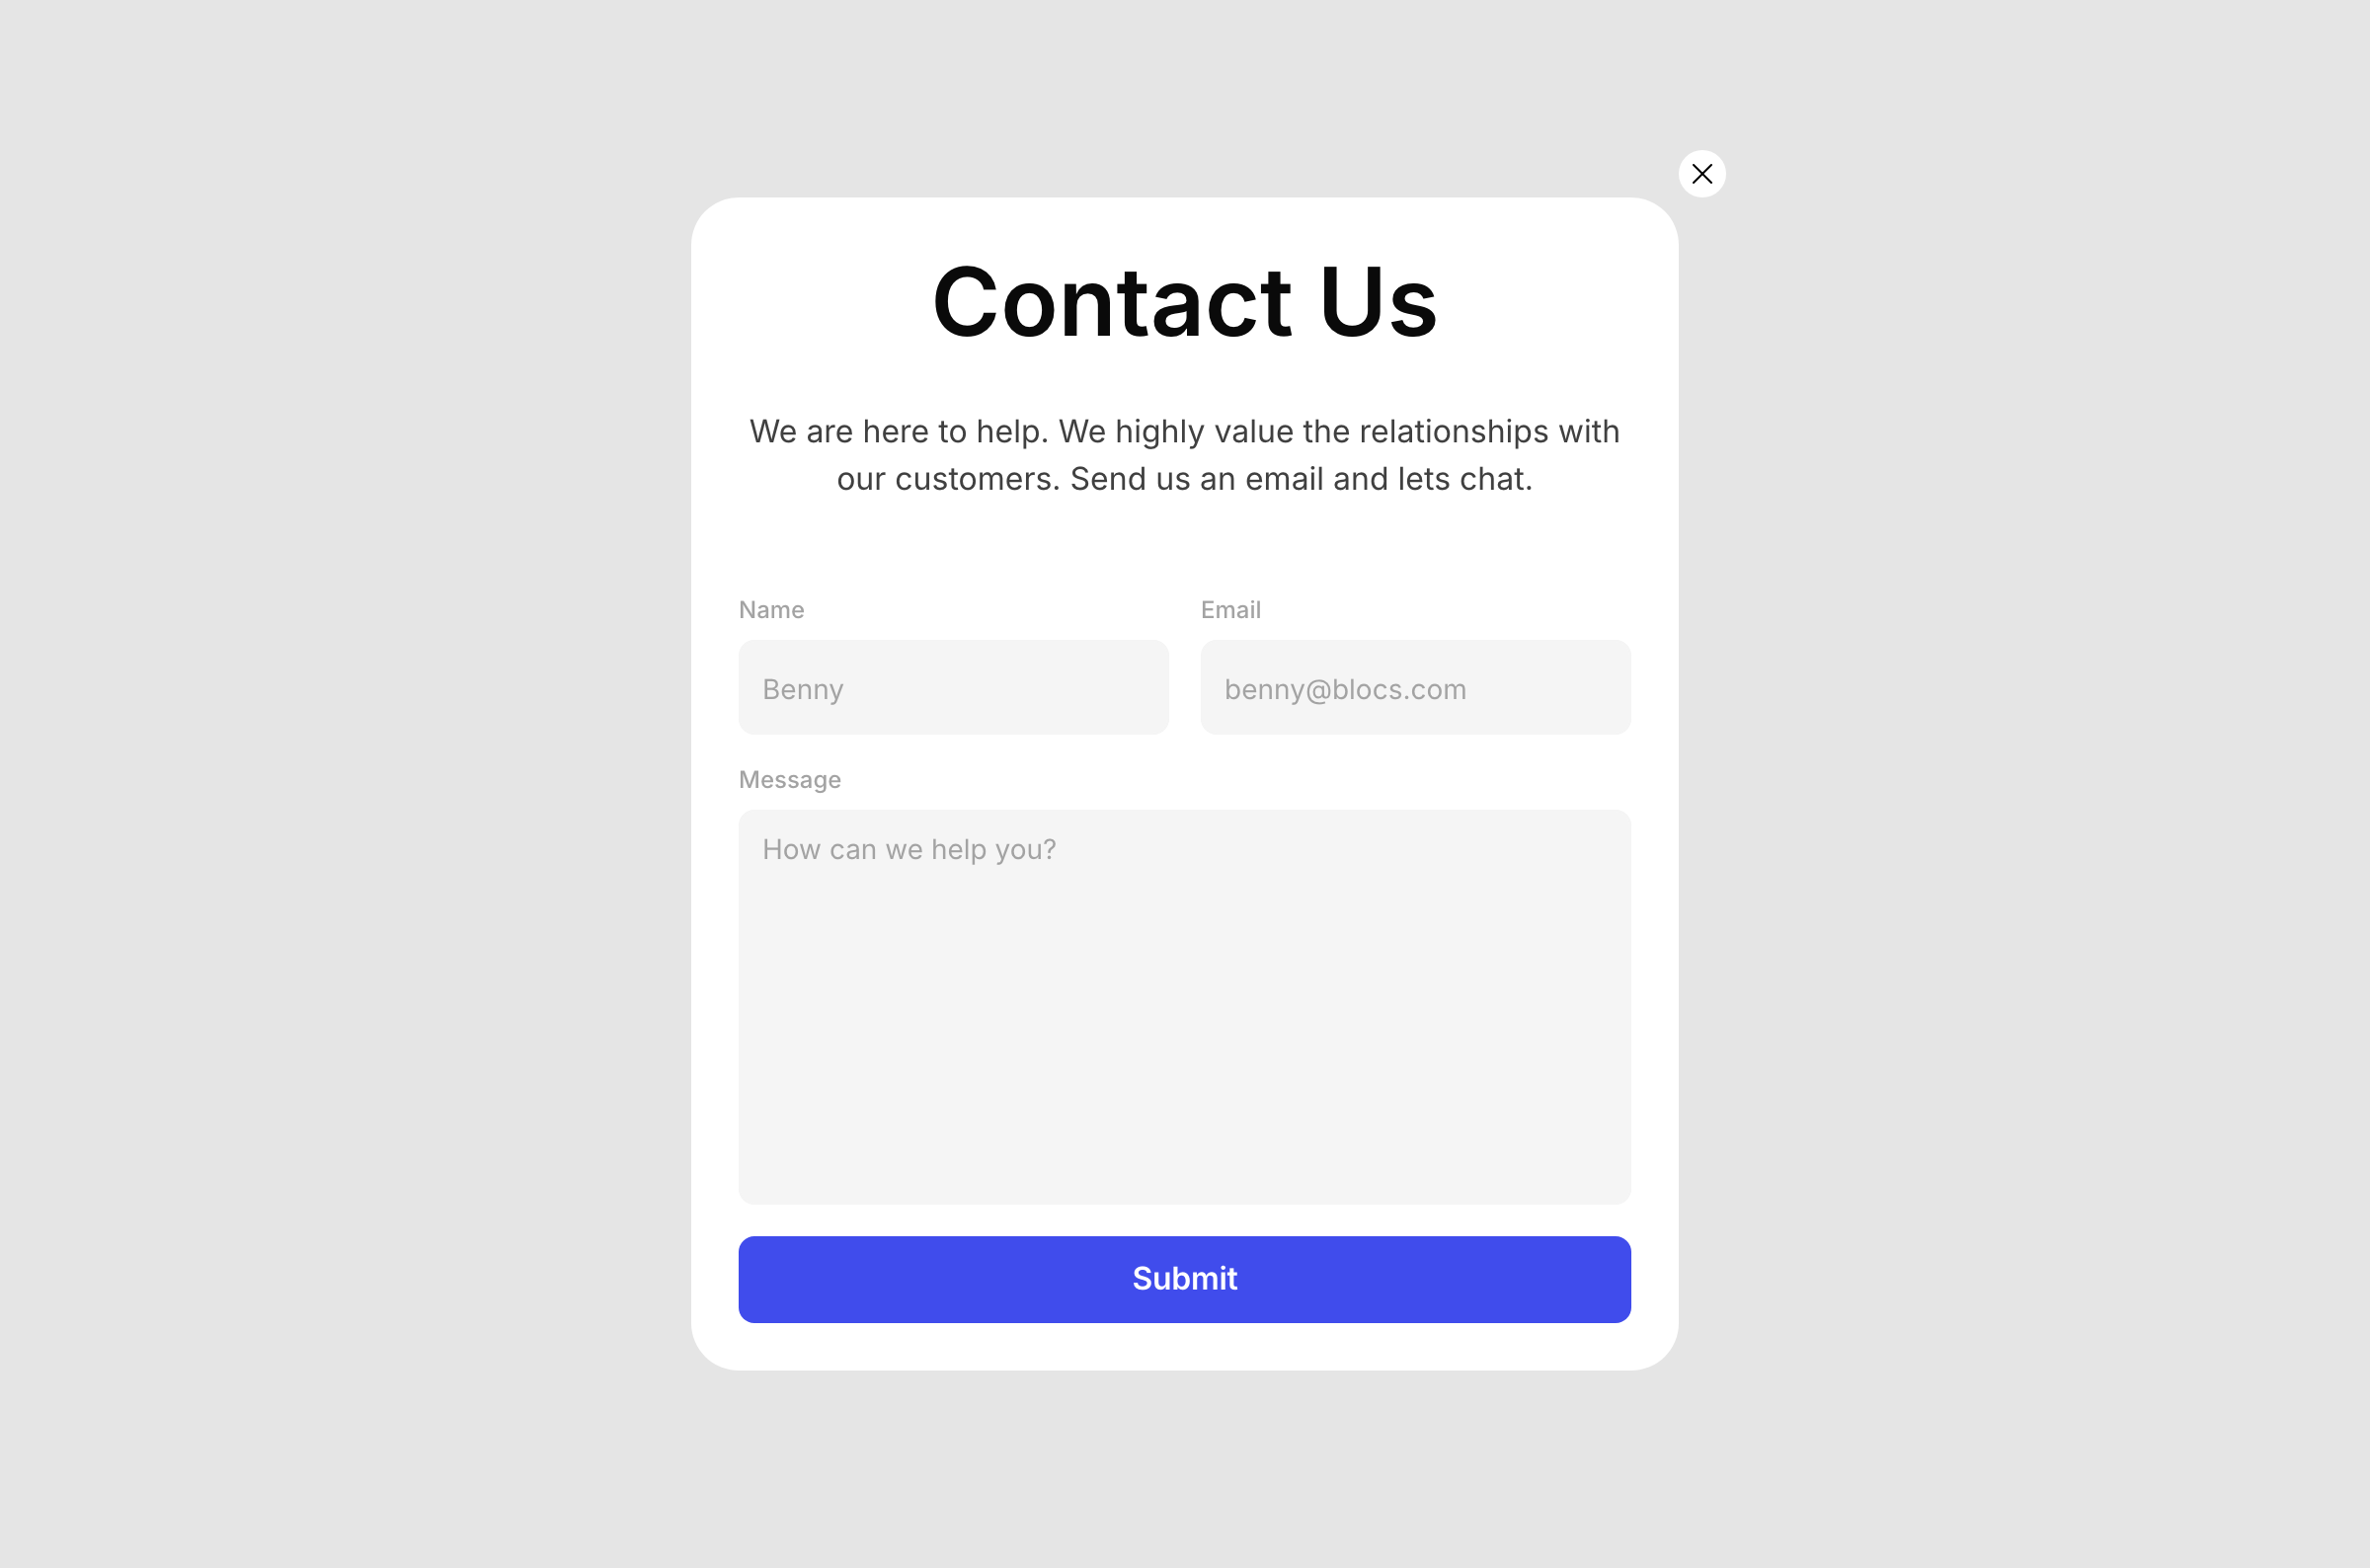 Contact Us
We are here to help. We highly value the relationships with
our customers. Send us an email and lets chat.
Name
Email
Benny
benny@blocs.com
Message
How can we help you?
Submit